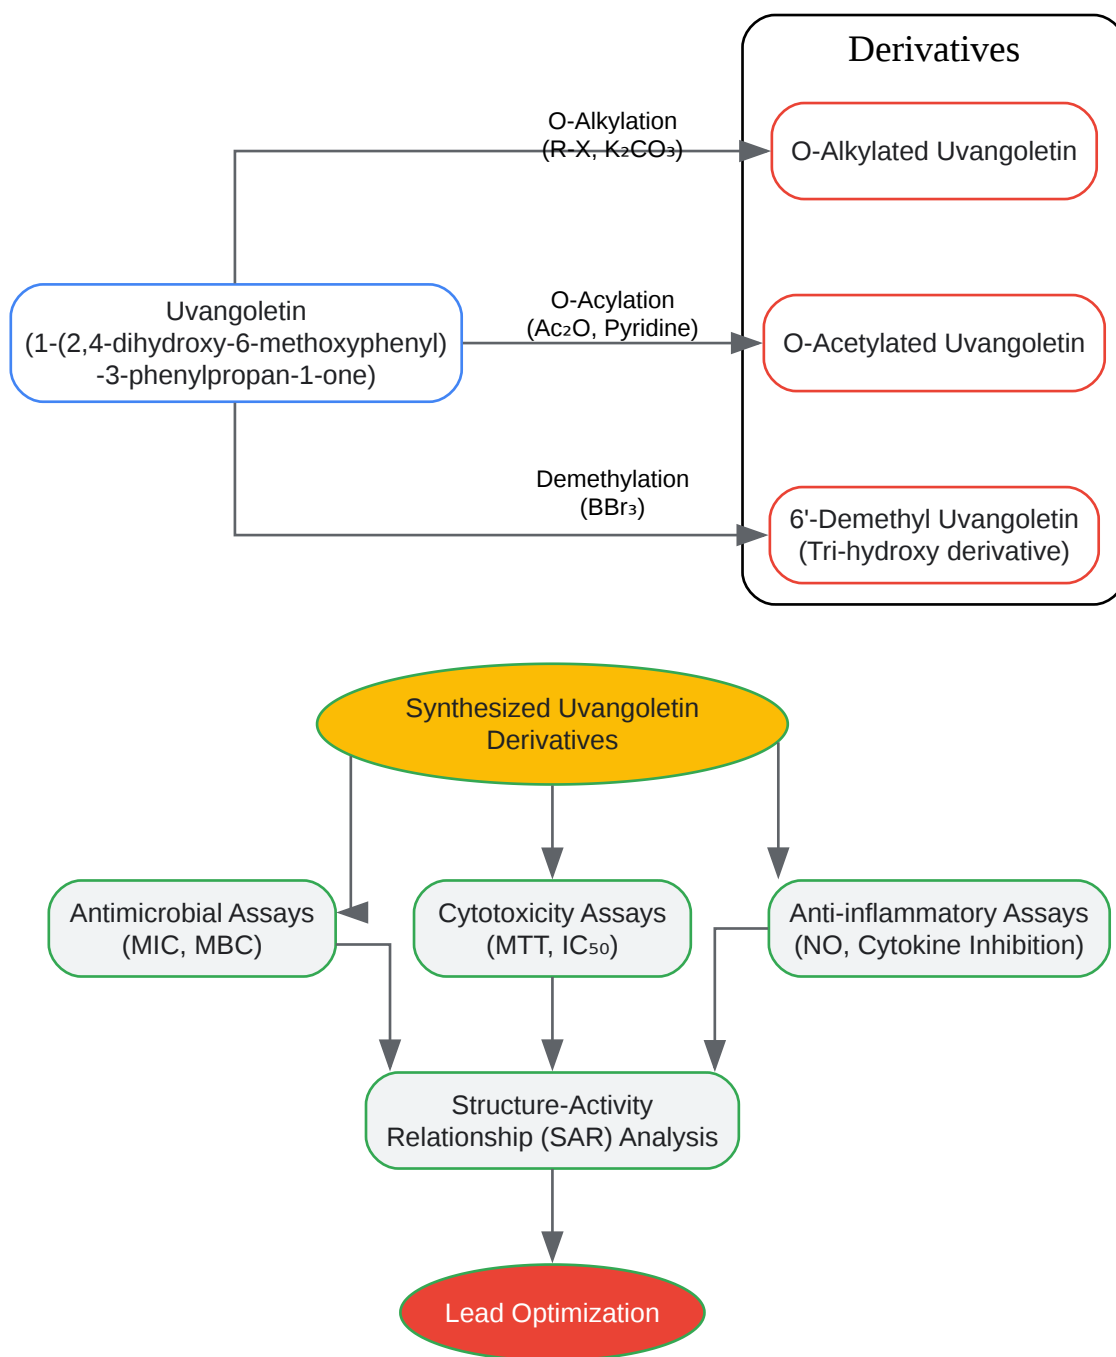 Derivatives
O-Alkylation
(R-X, K₂CO₃)
O-Alkylated Uvangoletin
Uvangoletin
(1-(2,4-dihydroxy-6-methoxyphenyl)
-3-phenylpropan-1-one)
O-Acylation
(Ac₂O, Pyridine)
O-Acetylated Uvangoletin
Demethylation
(BBr₃)
6'-Demethyl Uvangoletin
(Tri-hydroxy derivative)
Synthesized Uvangoletin
Derivatives
Antimicrobial Assays
(MIC, MBC)
Cytotoxicity Assays
(MTT, IC₅₀)
Anti-inflammatory Assays
(NO, Cytokine Inhibition)
Structure-Activity
Relationship (SAR) Analysis
Lead Optimization